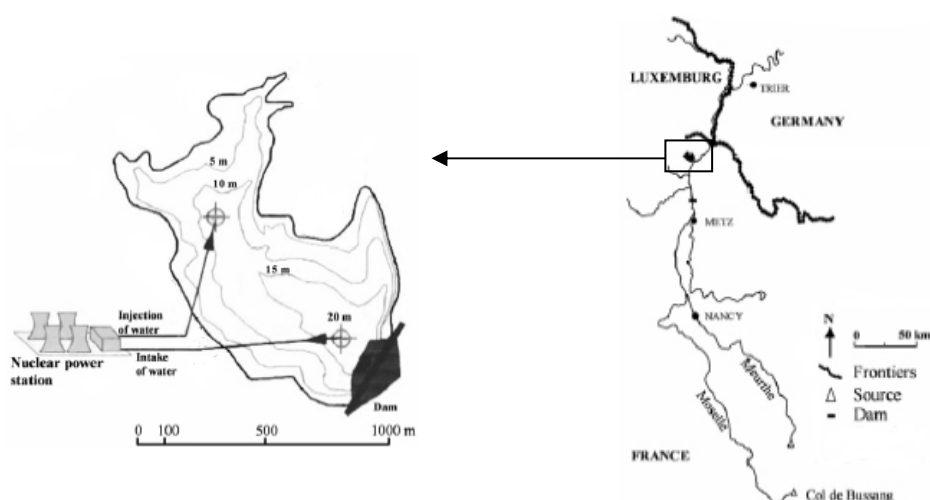 5 m
10 m
15 m
20 m
Injection
of water
Intake
of water
Nuclear power
station
Dam
0 100 500 1000 m
LUXEMBURG
TRIER
GERMANY
METZ
NANCY
Meurthe
Moselle
FRANCE
Col de Bussang
N
0 50 km
Frontiers
Source
Dam